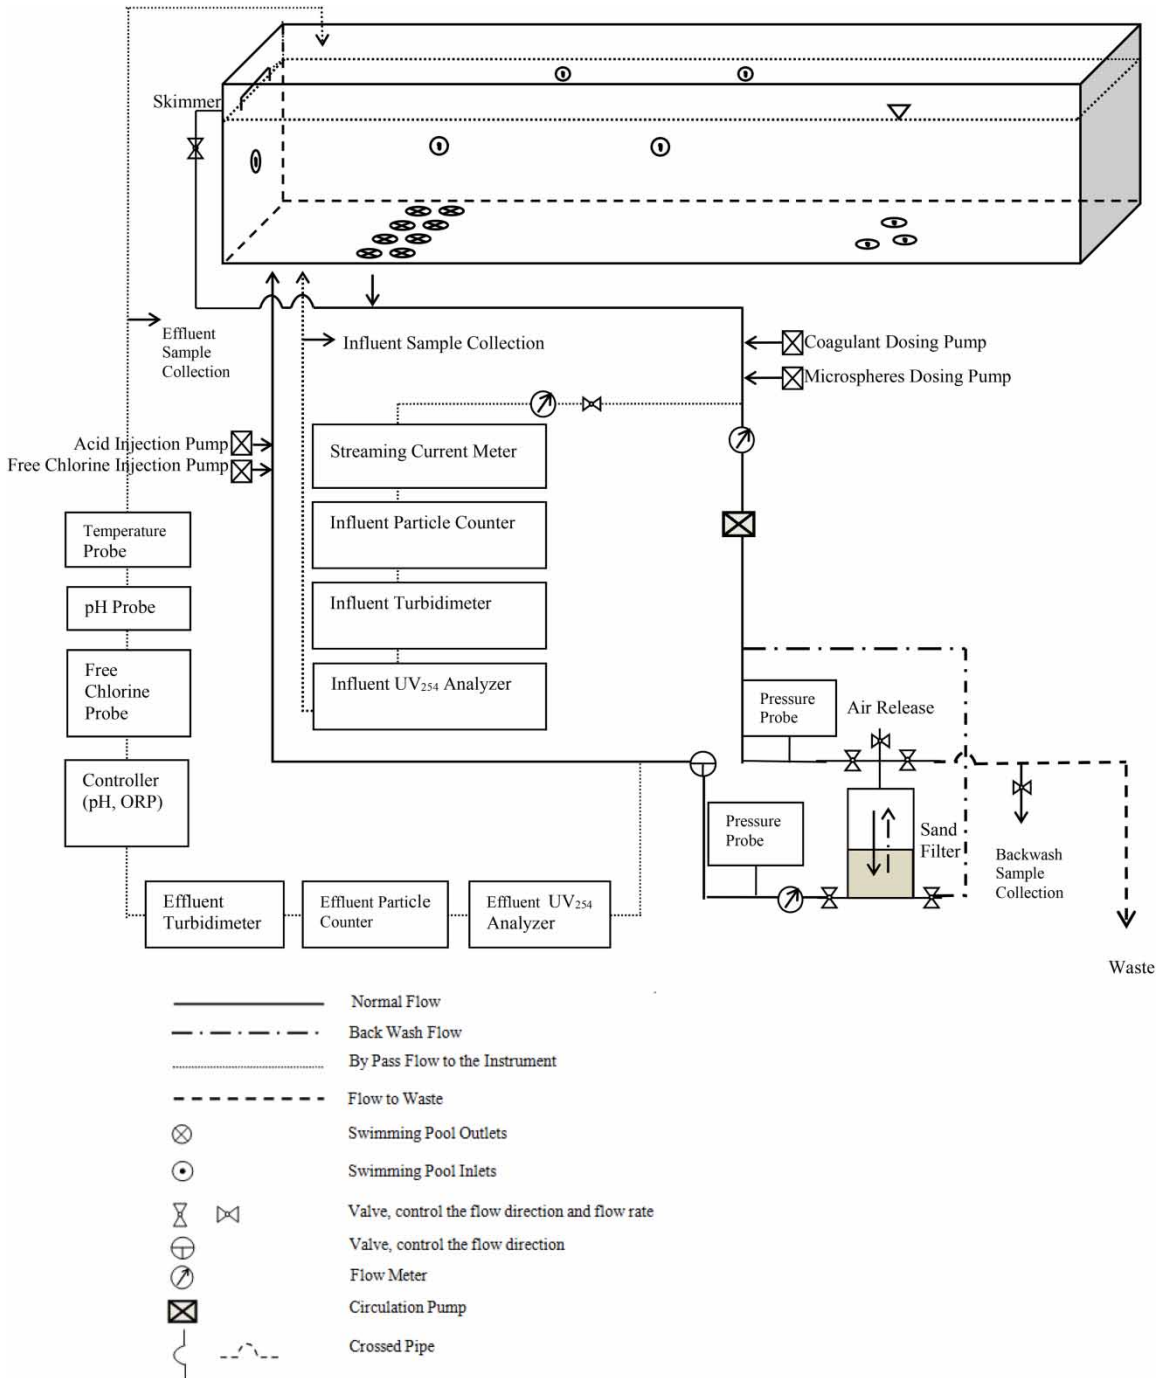 Skimmer
Effluent
Sample
Collection
Influent Sample Collection
Coagulant Dosing Pump
Microspheres Dosing Pump
Acid Injection Pump
Free Chlorine Injection Pump
Streaming Current Meter
Influent Particle Counter
Influent Turbidimeter
Influent UV254 Analyzer
Temperature
Probe
pH Probe
Free
Chlorine
Probe
Controller
(pH, ORP)
Pressure
Probe
Air Release
Pressure
Probe
Sand
Filter
Backwash
Sample
Collection
Effluent
Turbidimeter
Effluent Particle
Counter
Effluent UV254
Analyzer
Waste
Normal Flow
Back Wash Flow
By Pass Flow to the Instrument
Flow to Waste
Swimming Pool Outlets
Swimming Pool Inlets
Valve, control the flow direction and flow rate
Valve, control the flow direction
Flow Meter
Circulation Pump
Crossed Pipe